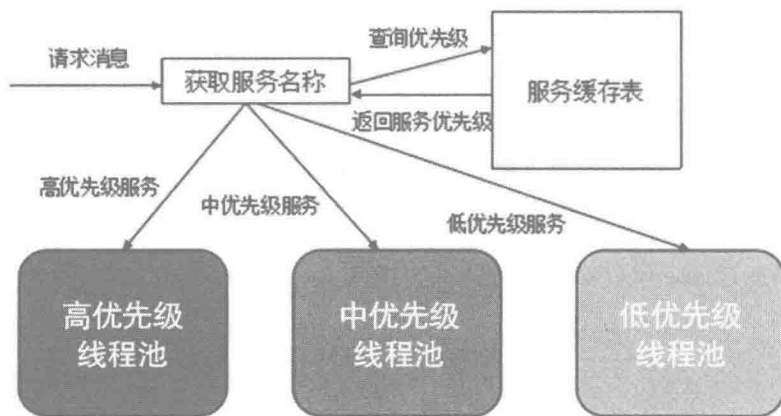 请求消息
获取服务名称
查询优先级
返回服务优先级
服务缓存表
高优先级服务
中优先级服务
低优先级服务
高优先级
线程池
中优先级
线程池
低优先级
线程池